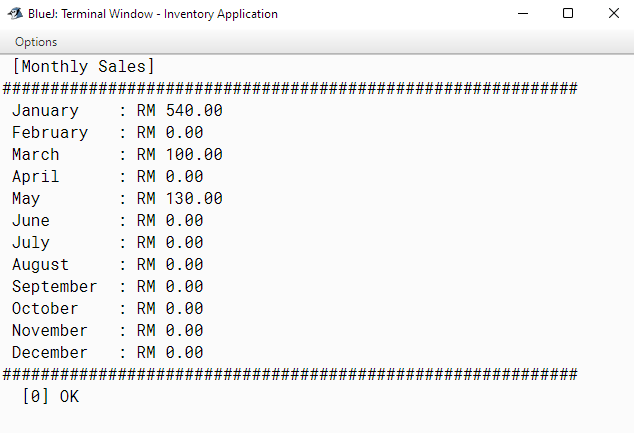 BlueJ: Terminal Window - Inventory Application
Options
[Monthly Sales]
############################################################
January    : RM 540.00
February   : RM 0.00
March      : RM 100.00
April      : RM 0.00
May        : RM 130.00
June       : RM 0.00
July       : RM 0.00
August     : RM 0.00
September  : RM 0.00
October    : RM 0.00
November   : RM 0.00
December   : RM 0.00
############################################################
[0] OK